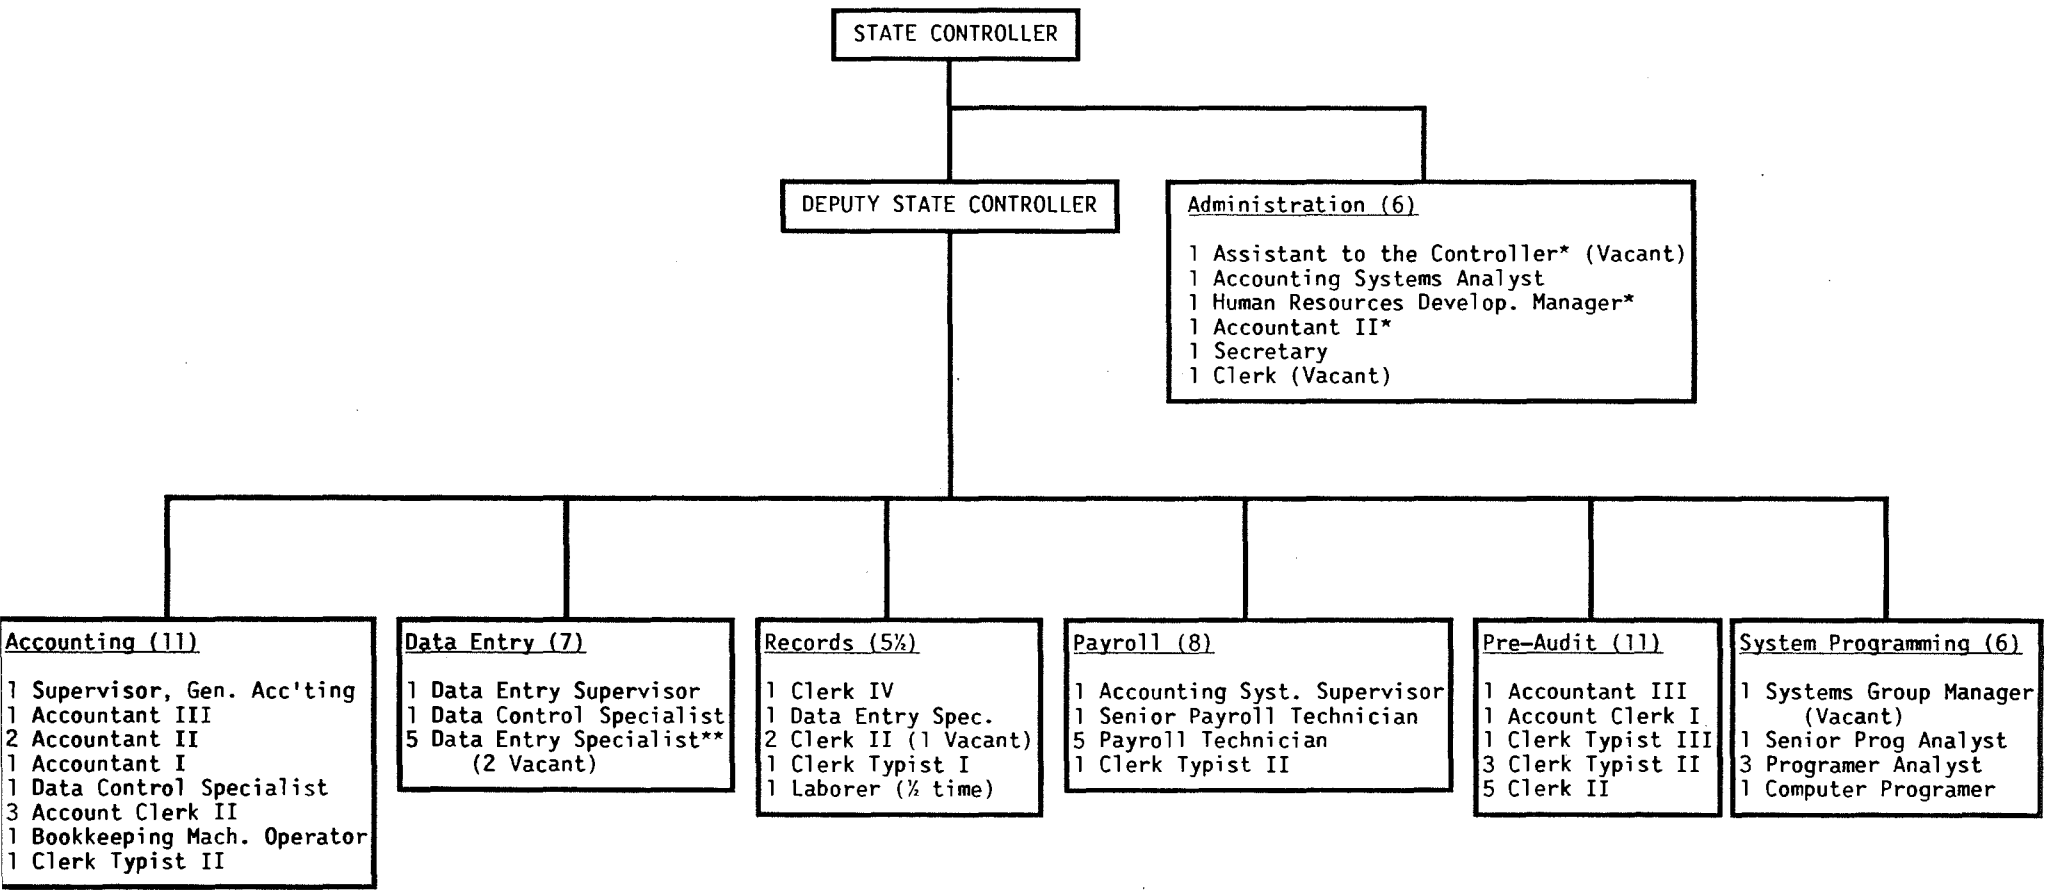 STATE CONTROLLER
DEPUTY STATE CONTROLLER
Administration (6)
1 Assistant to the Controller* (Vacant)
1 Accounting Systems Analyst
1 Human Resources Develop. Manager*
1 Accountant II*
1 Secretary
1 Clerk (Vacant)
Accounting (11)
1 Supervisor, Gen. Acc'ting
1 Accountant III
2 Accountant II
1 Accountant I
1 Data Control Specialist
3 Account Clerk II
1 Bookkeeping Mach. Operator
1 Clerk Typist II
Data Entry (7)
1 Data Entry Supervisor
1 Data Control Specialist
5 Data Entry Specialist**
(2 Vacant)
Records (5½)
1 Clerk IV
1 Data Entry Spec.
2 Clerk II (1 Vacant)
1 Clerk Typist I
1 Laborer (½ time)
Payroll (8)
1 Accounting Syst. Supervisor
1 Senior Payroll Technician
5 Payroll Technician
1 Clerk Typist II
Pre-Audit (11)
1 Accountant III
1 Account Clerk I
1 Clerk Typist III
3 Clerk Typist II
5 Clerk II
System Programming (6)
1 Systems Group Manager
(Vacant)
1 Senior Prog Analyst
3 Programer Analyst
1 Computer Programer